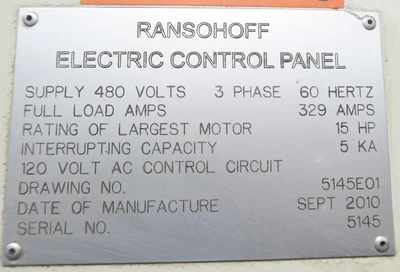 RANSOHOFF
ELECTRIC CONTROL PANEL
SUPPLY 480 VOLTS 3 PHASE 60 HERTZ
FULL LOAD AMPS 329 AMPS
RATING OF LARGEST MOTOR 15 HP
INTERRUPTING CAPACITY 5 KA
120 VOLT AC CONTROL CIRCUIT
DRAWING NO. 5145E01
DATE OF MANUFACTURE SEPT 2010
SERIAL NO. 5145